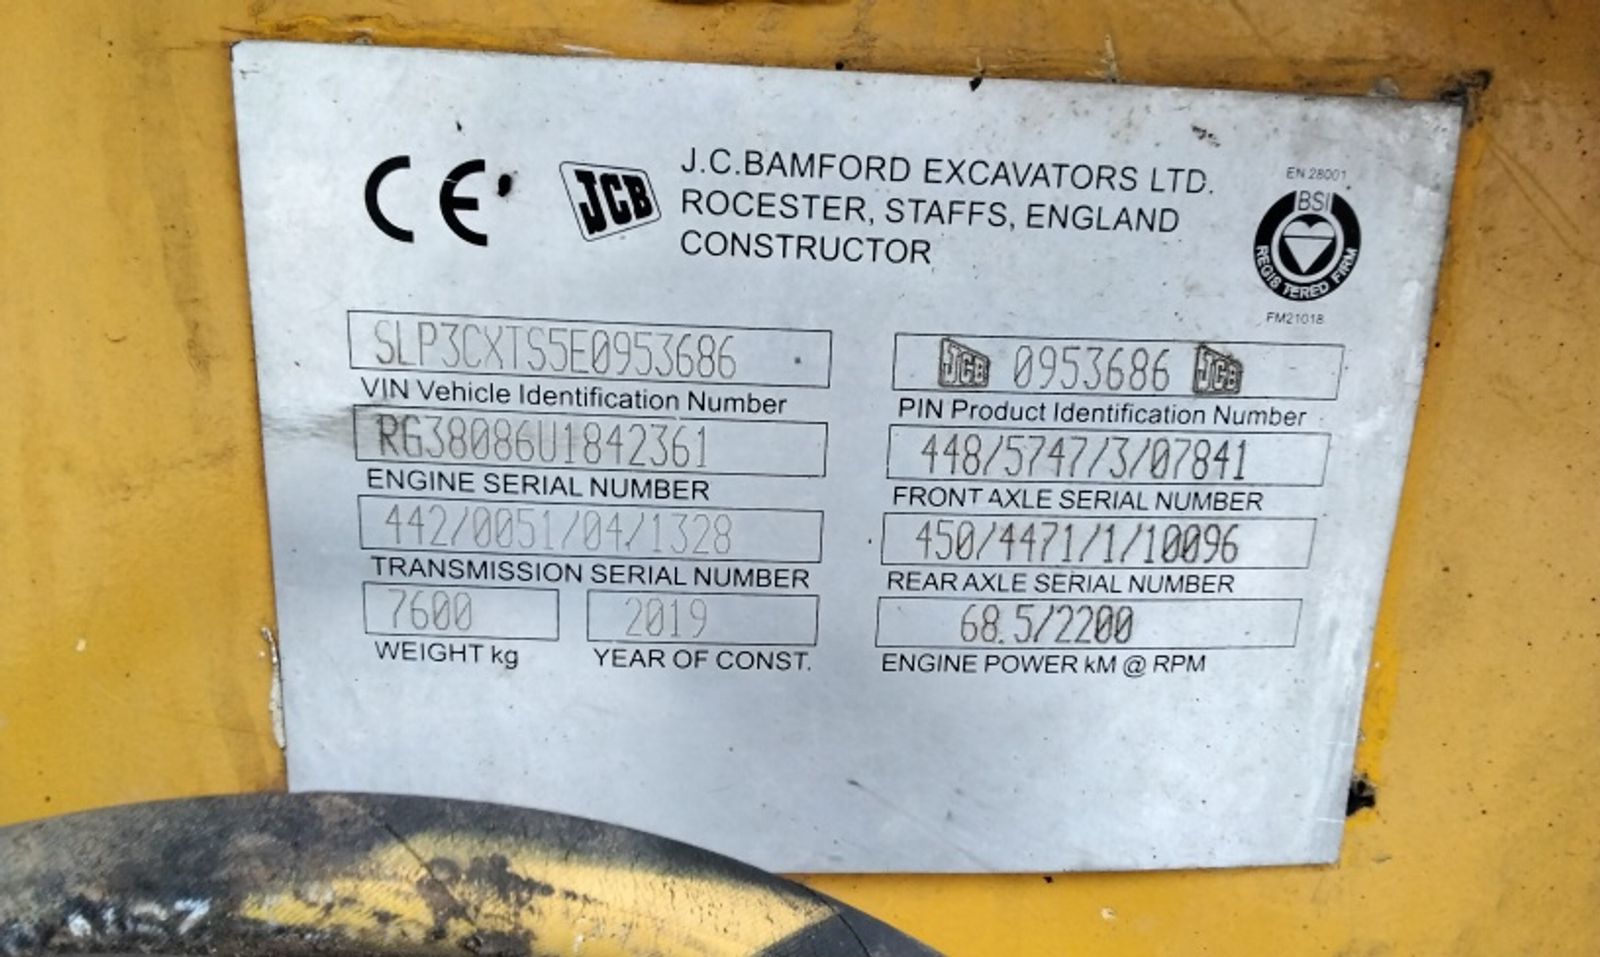 CE
JCB
J.C.BAMFORD EXCAVATORS LTD.
ROCESTER, STAFFS, ENGLAND
CONSTRUCTOR
EN 28001
BSI
REGISTERED FIRM
FM21018
SLP3CXTS5E0953686
VIN Vehicle Identification Number
JCB 0953686 JCB
PIN Product Identification Number
RG38086U1842361
ENGINE SERIAL NUMBER
448/5747/3/07841
FRONT AXLE SERIAL NUMBER
442/0051/04/1328
TRANSMISSION SERIAL NUMBER
450/4471/1/10096
REAR AXLE SERIAL NUMBER
7600
WEIGHT kg
2019
YEAR OF CONST.
68.5/2200
ENGINE POWER kM @ RPM